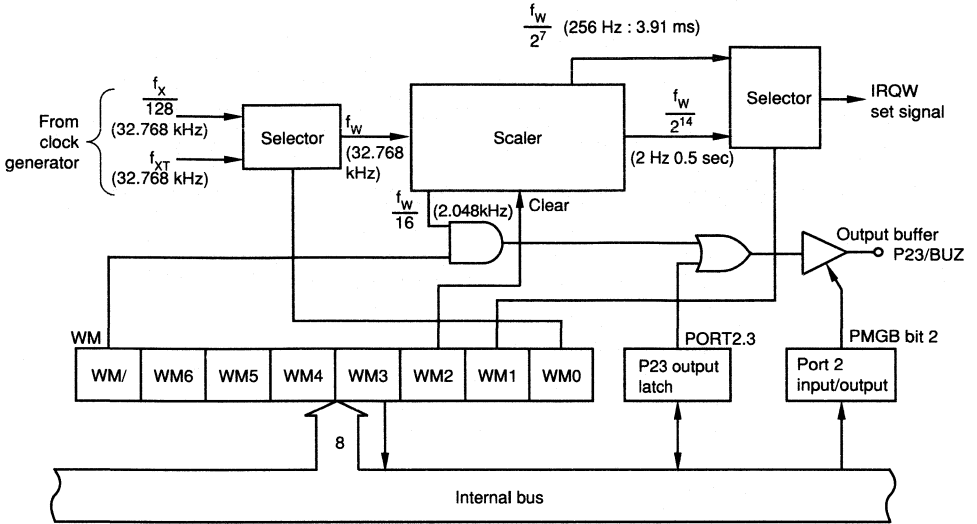 f_W
2^7
(256 Hz : 3.91 ms)
f_X
128
(32.768 kHz)
From
clock
generator
f_XT
(32.768 kHz)
Selector
f_W
(32.768
kHz)
Scaler
f_W
2^14
(2 Hz 0.5 sec)
Selector
IRQW
set signal
f_W
16
(2.048kHz)
Clear
Output buffer
P23/BUZ
WM
WM/
WM6
WM5
WM4
WM3
WM2
WM1
WM0
PORT2.3
P23 output
latch
PMGB bit 2
Port 2
input/output
8
Internal bus